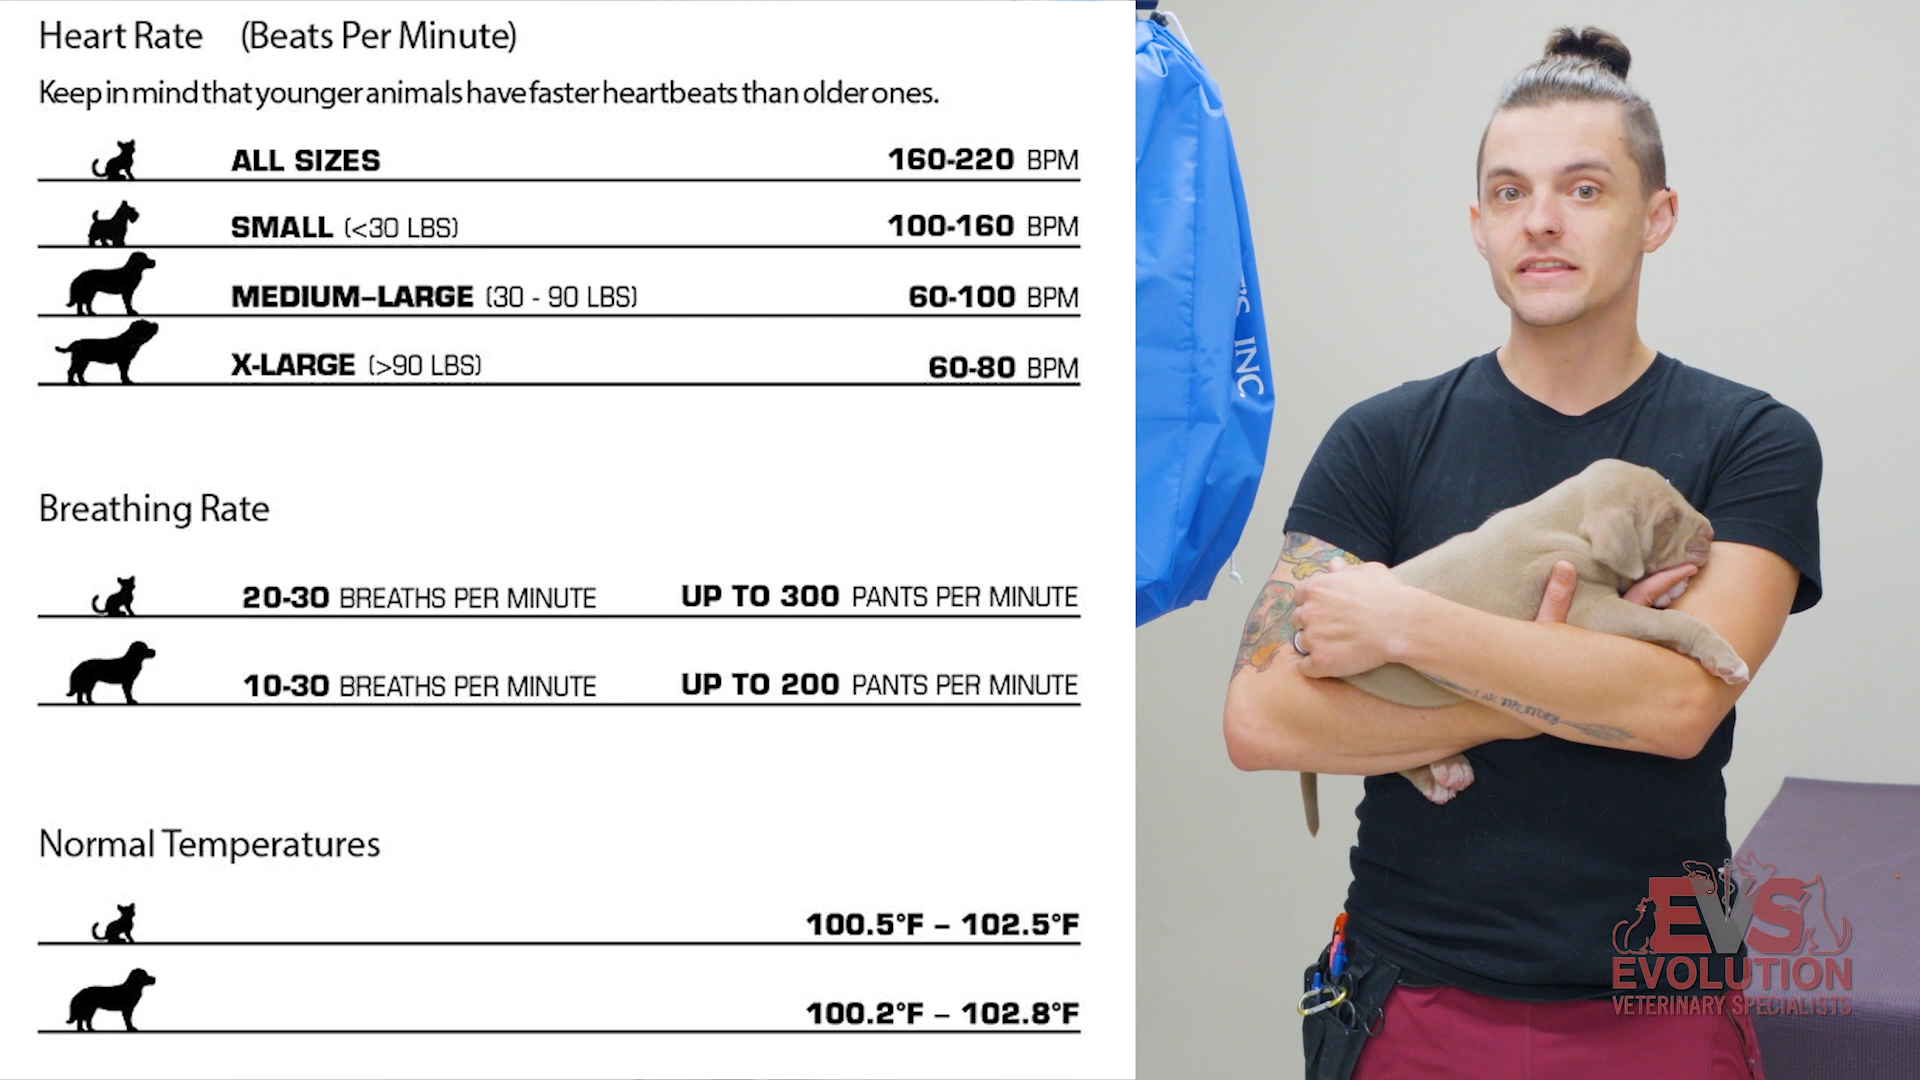 Heart Rate (Beats Per Minute)
Keep in mind that younger animals have faster heartbeats than older ones.
ALL SIZES 160-220 BPM
SMALL (<30 LBS) 100-160 BPM
MEDIUM–LARGE (30 - 90 LBS) 60-100 BPM
X-LARGE (>90 LBS) 60-80 BPM
Breathing Rate
20-30 BREATHS PER MINUTE UP TO 300 PANTS PER MINUTE
10-30 BREATHS PER MINUTE UP TO 200 PANTS PER MINUTE
Normal Temperatures
100.5°F – 102.5°F
100.2°F – 102.8°F
INC
EVS
EVOLUTION
VETERINARY SPECIALISTS